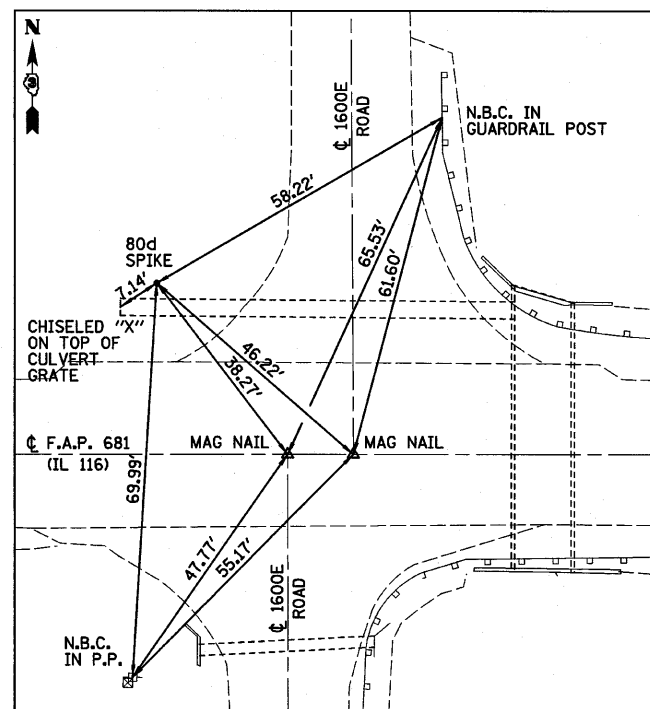 N
℄ 1600E
ROAD
N.B.C. IN
GUARDRAIL POST
58.22'
65.53'
61.60'
80d
SPIKE
7.14'
CHISELED "X"
ON TOP OF
CULVERT
GRATE
46.22'
38.27'
℄ F.A.P. 681
(IL 116)
MAG NAIL
MAG NAIL
69.99'
47.77'
55.17'
℄ 1600E
ROAD
N.B.C.
IN P.P.